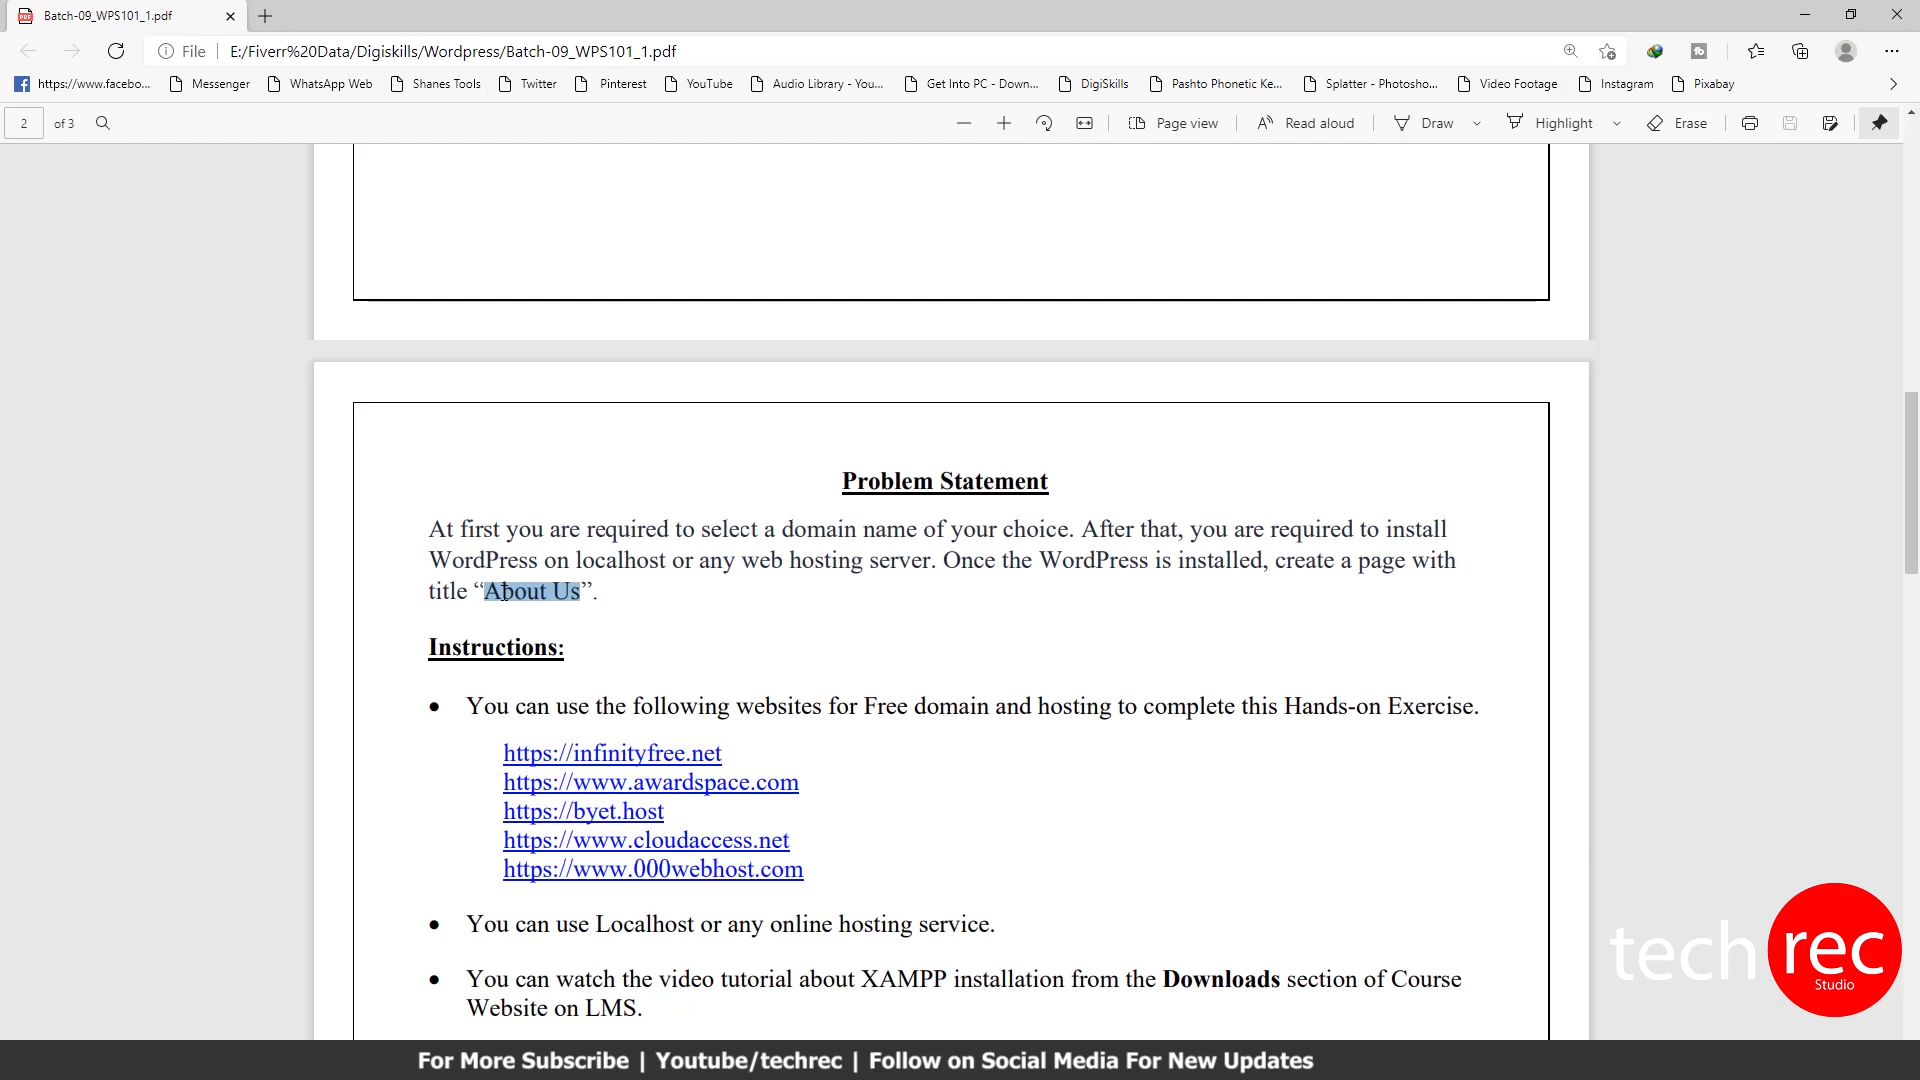 Batch-09_WPS101_1.pdf
File
E:/Fiverr%20Data/Digiskills/Wordpress/Batch-09_WPS101_1.pdf
https://www.facebo...
Messenger
WhatsApp Web
Shanes Tools
Twitter
Pinterest
YouTube
Audio Library - You...
Get Into PC - Down...
DigiSkills
Pashto Phonetic Ke...
Splatter - Photosho...
Video Footage
Instagram
Pixabay
2 of 3
Page view
Read aloud
Draw
Highlight
Erase
Problem Statement
At first you are required to select a domain name of your choice. After that, you are required to install
WordPress on localhost or any web hosting server. Once the WordPress is installed, create a page with
title “About Us”.
Instructions:
• You can use the following websites for Free domain and hosting to complete this Hands-on Exercise.
https://infinityfree.net
https://www.awardspace.com
https://byet.host
https://www.cloudaccess.net
https://www.000webhost.com
• You can use Localhost or any online hosting service.
• You can watch the video tutorial about XAMPP installation from the Downloads section of Course
Website on LMS.
tech rec
Studio
For More Subscribe | Youtube/techrec | Follow on Social Media For New Updates